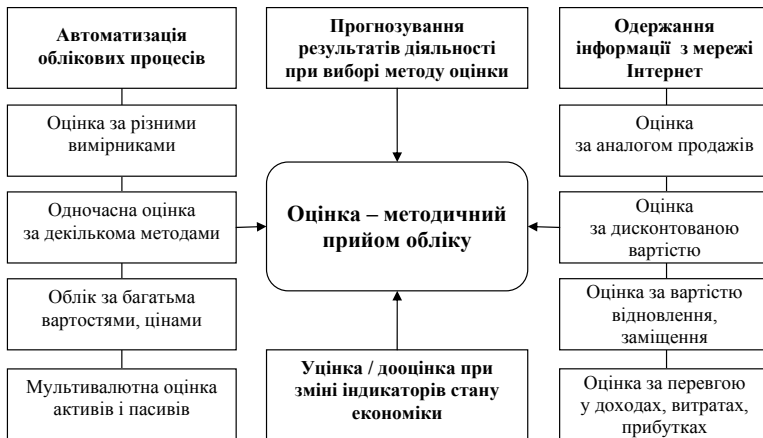 Автоматизація
облікових процесів
Оцінка за різними
вимірниками
Одночасна оцінка
за декількома методами
Облік за багатьма
вартостями, цінами
Мультивалютна оцінка
активів і пасивів
Прогнозування
результатів діяльності
при виборі методу оцінки
Оцінка – методичний
прийом обліку
Уцінка / дооцінка при
зміні індикаторів стану
економіки
Одержання
інформації з мережі
Інтернет
Оцінка
за аналогом продажів
Оцінка
за дисконтованою
вартістю
Оцінка за вартістю
відновлення,
заміщення
Оцінка за перевгою
у доходах, витратах,
прибутках